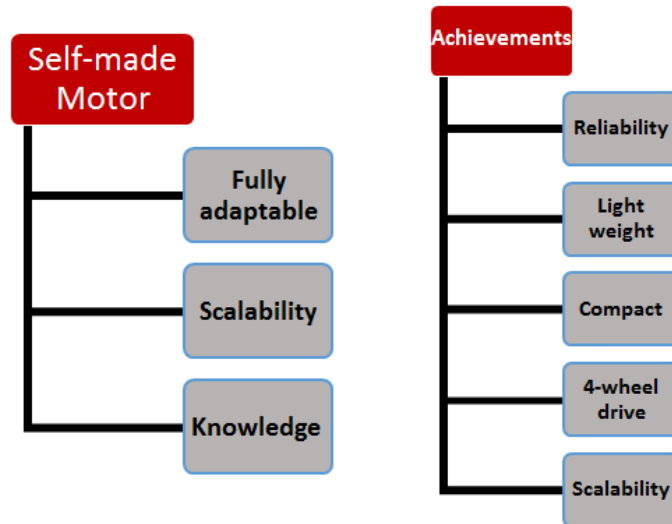 Self-made
Motor
Fully
adaptable
Scalability
Knowledge
Achievements
Reliability
Light
weight
Compact
4-wheel
drive
Scalability